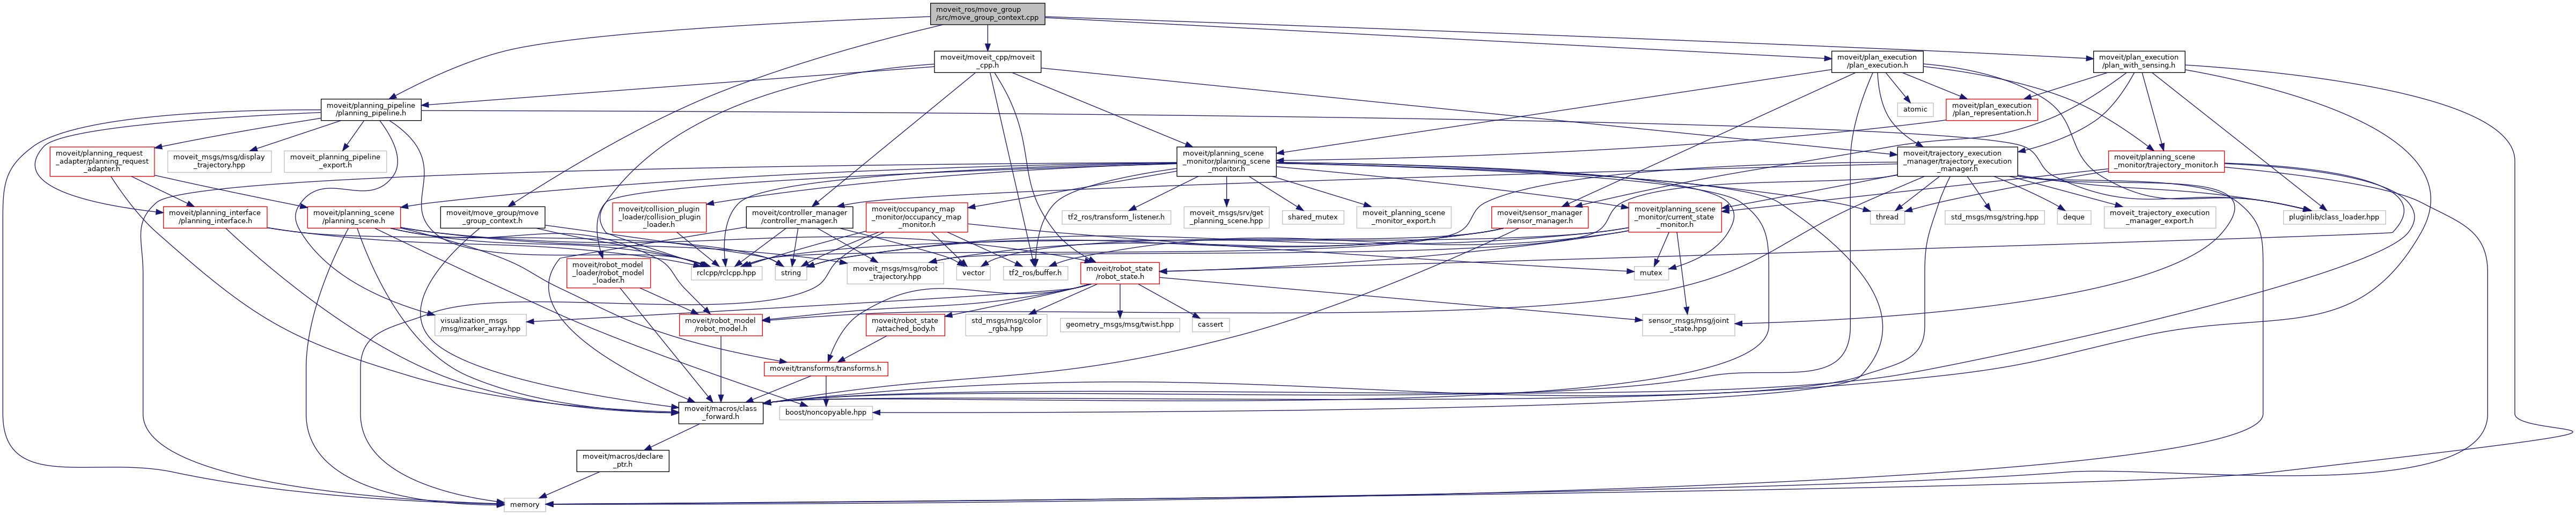 moveit_ros/move_group
/src/move_group_context.cpp
moveit/moveit_cpp/moveit
_cpp.h
moveit/plan_execution
/plan_execution.h
moveit/plan_execution
/plan_with_sensing.h
moveit/planning_pipeline
/planning_pipeline.h
atomic
moveit/plan_execution
/plan_representation.h
moveit/planning_request
_adapter/planning_request
_adapter.h
moveit_msgs/msg/display
_trajectory.hpp
moveit_planning_pipeline
_export.h
moveit/planning_scene
_monitor/planning_scene
_monitor.h
moveit/trajectory_execution
_manager/trajectory_execution
_manager.h
moveit/planning_scene
_monitor/trajectory_monitor.h
moveit/planning_interface
/planning_interface.h
moveit/planning_scene
/planning_scene.h
moveit/move_group/move
_group_context.h
moveit/collision_plugin
_loader/collision_plugin
_loader.h
moveit/controller_manager
/controller_manager.h
moveit/occupancy_map
_monitor/occupancy_map
_monitor.h
tf2_ros/transform_listener.h
moveit_msgs/srv/get
_planning_scene.hpp
shared_mutex
moveit_planning_scene
_monitor_export.h
moveit/sensor_manager
/sensor_manager.h
moveit/planning_scene
_monitor/current_state
_monitor.h
thread
std_msgs/msg/string.hpp
deque
moveit_trajectory_execution
_manager_export.h
pluginlib/class_loader.hpp
moveit/robot_model
_loader/robot_model
_loader.h
rclcpp/rclcpp.hpp
string
moveit_msgs/msg/robot
_trajectory.hpp
vector
tf2_ros/buffer.h
moveit/robot_state
/robot_state.h
mutex
visualization_msgs
/msg/marker_array.hpp
moveit/robot_model
/robot_model.h
moveit/robot_state
/attached_body.h
std_msgs/msg/color
_rgba.hpp
geometry_msgs/msg/twist.hpp
cassert
sensor_msgs/msg/joint
_state.hpp
moveit/transforms/transforms.h
moveit/macros/class
_forward.h
boost/noncopyable.hpp
moveit/macros/declare
_ptr.h
memory